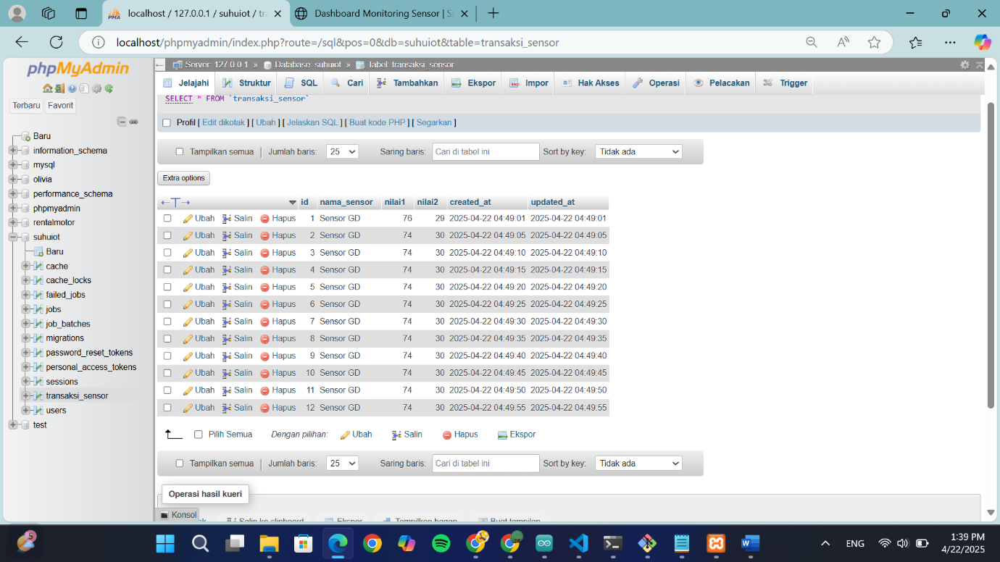 localhost / 127.0.0.1 / suhuiot / tr
Dashboard Monitoring Sensor | Si
localhost/phpmyadmin/index.php?route=/sql&pos=0&db=suhuiot&table=transaksi_sensor
phpMyAdmin
Terbaru Favorit
Baru
information_schema
mysql
olivia
performance_schema
phpmyadmin
rentalmotor
suhuiot
Baru
cache
cache_locks
failed_jobs
jobs
job_batches
migrations
password_reset_tokens
personal_access_tokens
sessions
transaksi_sensor
users
test
Server: 127.0.0.1 » Database: suhuiot » Tabel: transaksi_sensor
Jelajahi Struktur SQL Cari Tambahkan Ekspor Impor Hak Akses Operasi Pelacakan Trigger
SELECT * FROM `transaksi_sensor`
Profil [ Edit dikotak ] [ Ubah ] [ Jelaskan SQL ] [ Buat kode PHP ] [ Segarkan ]
Tampilkan semua | Jumlah baris: 25 Saring baris: Cari di tabel ini Sort by key: Tidak ada
Extra options
←T→ id nama_sensor nilai1 nilai2 created_at updated_at
Ubah Salin Hapus 1 Sensor GD 76 29 2025-04-22 04:49:01 2025-04-22 04:49:01
Ubah Salin Hapus 2 Sensor GD 74 30 2025-04-22 04:49:05 2025-04-22 04:49:05
Ubah Salin Hapus 3 Sensor GD 74 30 2025-04-22 04:49:10 2025-04-22 04:49:10
Ubah Salin Hapus 4 Sensor GD 74 30 2025-04-22 04:49:15 2025-04-22 04:49:15
Ubah Salin Hapus 5 Sensor GD 74 30 2025-04-22 04:49:20 2025-04-22 04:49:20
Ubah Salin Hapus 6 Sensor GD 74 30 2025-04-22 04:49:25 2025-04-22 04:49:25
Ubah Salin Hapus 7 Sensor GD 74 30 2025-04-22 04:49:30 2025-04-22 04:49:30
Ubah Salin Hapus 8 Sensor GD 74 30 2025-04-22 04:49:35 2025-04-22 04:49:35
Ubah Salin Hapus 9 Sensor GD 74 30 2025-04-22 04:49:40 2025-04-22 04:49:40
Ubah Salin Hapus 10 Sensor GD 74 30 2025-04-22 04:49:45 2025-04-22 04:49:45
Ubah Salin Hapus 11 Sensor GD 74 30 2025-04-22 04:49:50 2025-04-22 04:49:50
Ubah Salin Hapus 12 Sensor GD 74 30 2025-04-22 04:49:55 2025-04-22 04:49:55
Pilih Semua Dengan pilihan: Ubah Salin Hapus Ekspor
Tampilkan semua | Jumlah baris: 25 Saring baris: Cari di tabel ini Sort by key: Tidak ada
Operasi hasil kueri
Konsol
Salin ke clipboard Ekspor Tampilkan bagan Buat tampilan
5
ENG
1:39 PM
4/22/2025